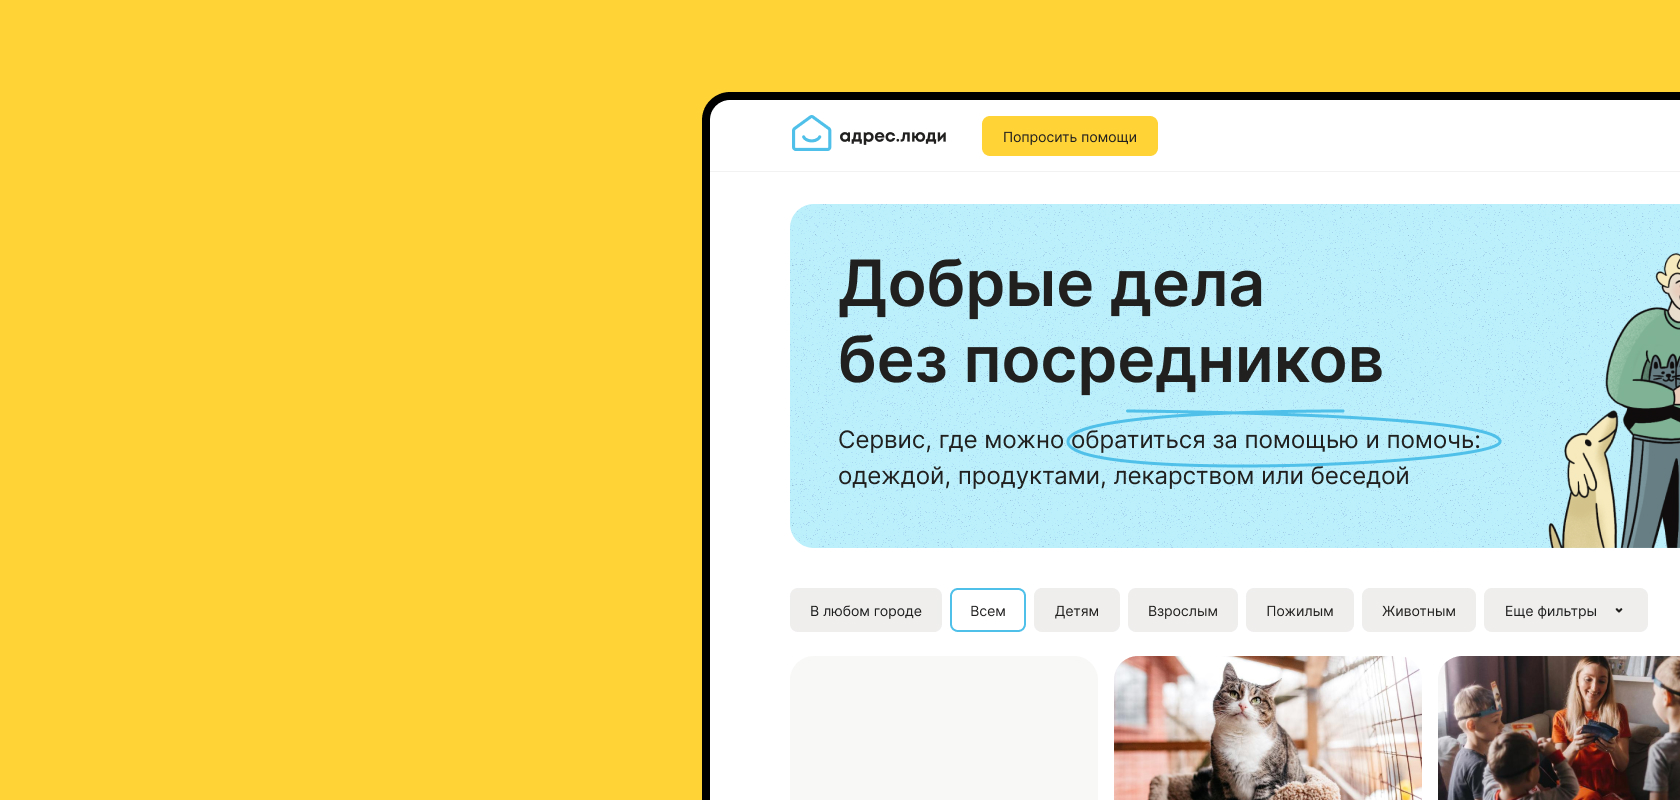 адрес.люди
Попросить помощи
Добрые дела
без посредников
Сервис, где можно обратиться за помощью и помочь:
одеждой, продуктами, лекарством или беседой
В любом городе
Всем
Детям
Взрослым
Пожилым
Животным
Еще фильтры